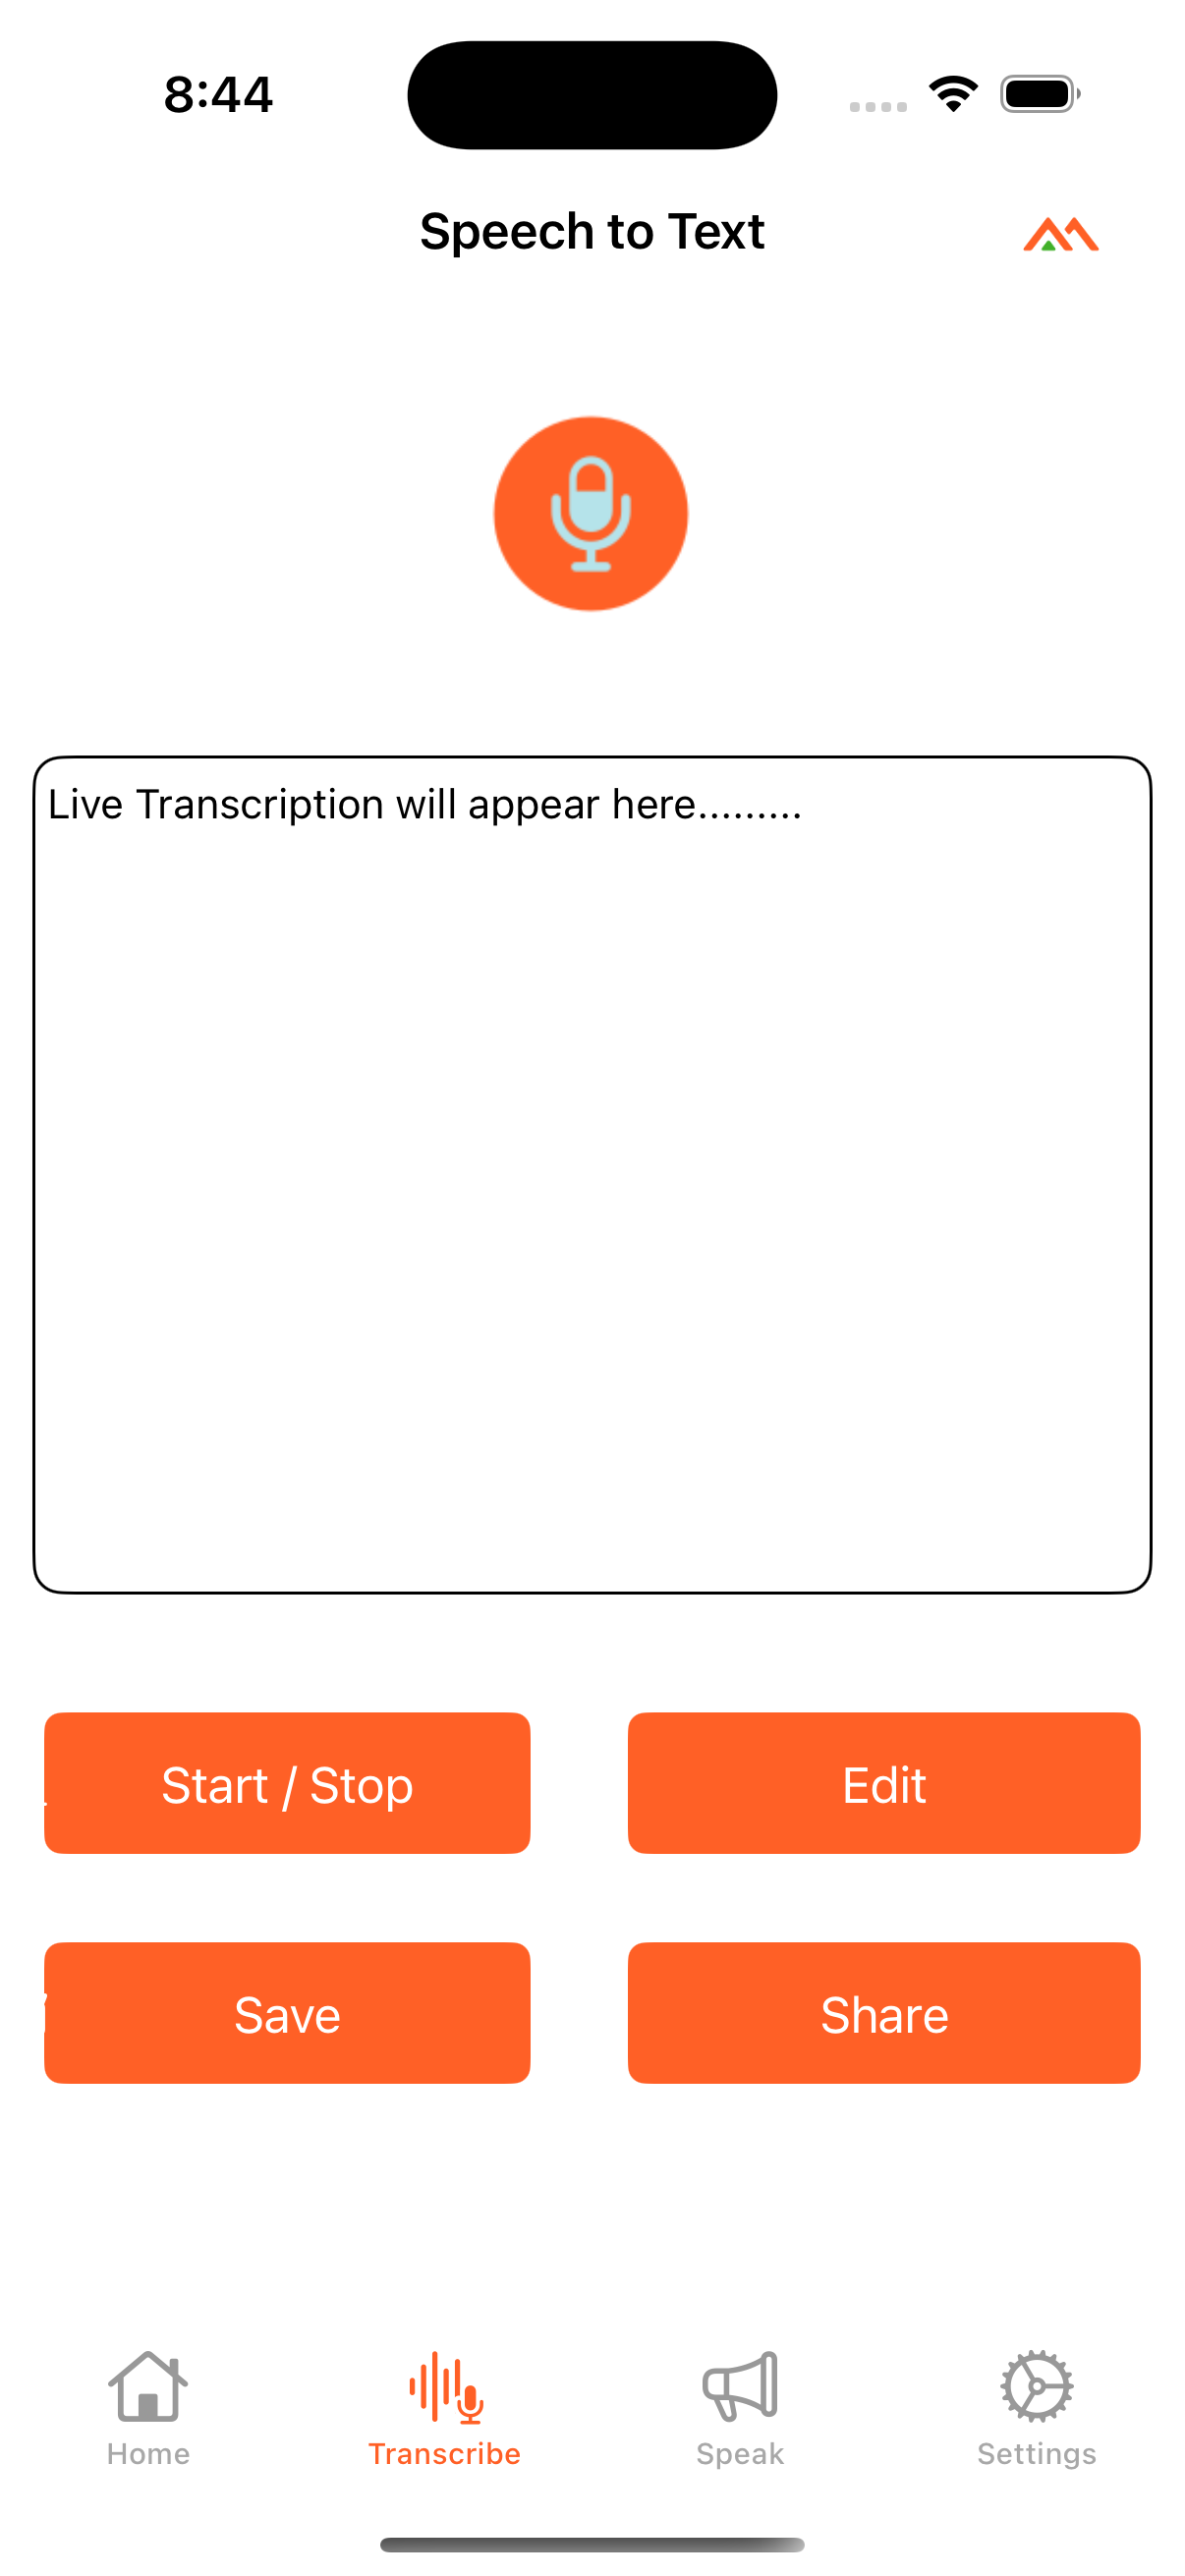 8:44
Speech to Text
Live Transcription will appear here.........
Start / Stop
Edit
Save
Share
Home
Transcribe
Speak
Settings